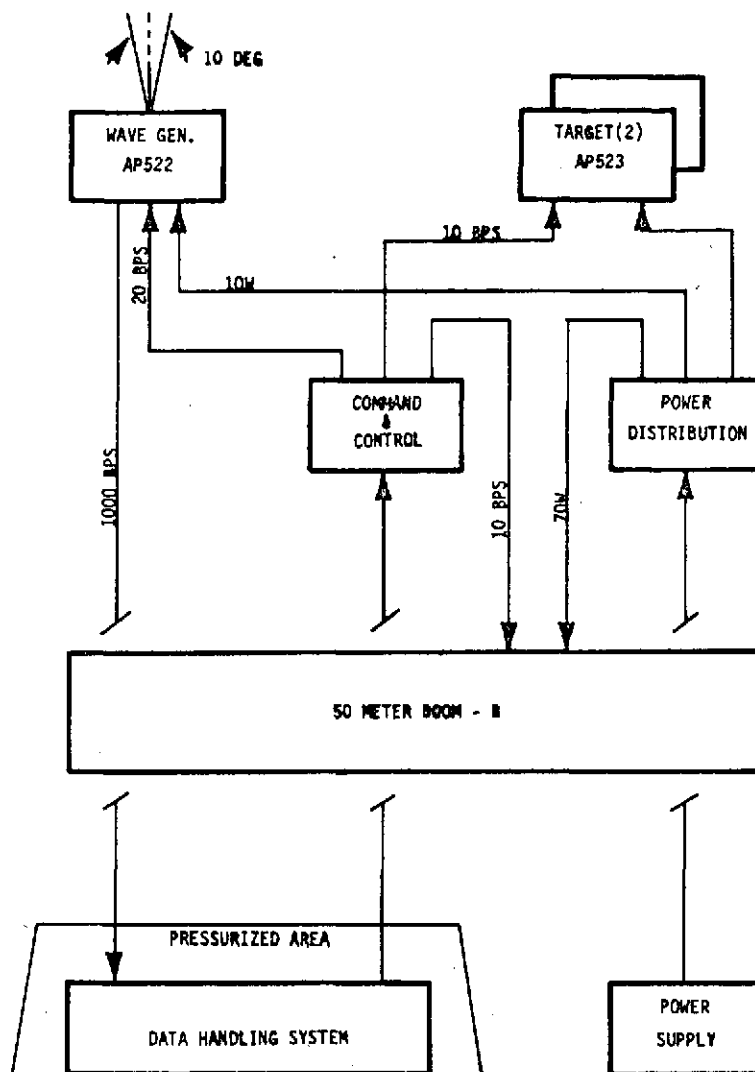 10 DEG
WAVE GEN.
AP522
TARGET(2)
AP523
20 BPS
10 BPS
10W
COMMAND
&
CONTROL
POWER
DISTRIBUTION
1000 BPS
10 BPS
70W
50 METER BOOM - B
PRESSURIZED AREA
DATA HANDLING SYSTEM
POWER
SUPPLY